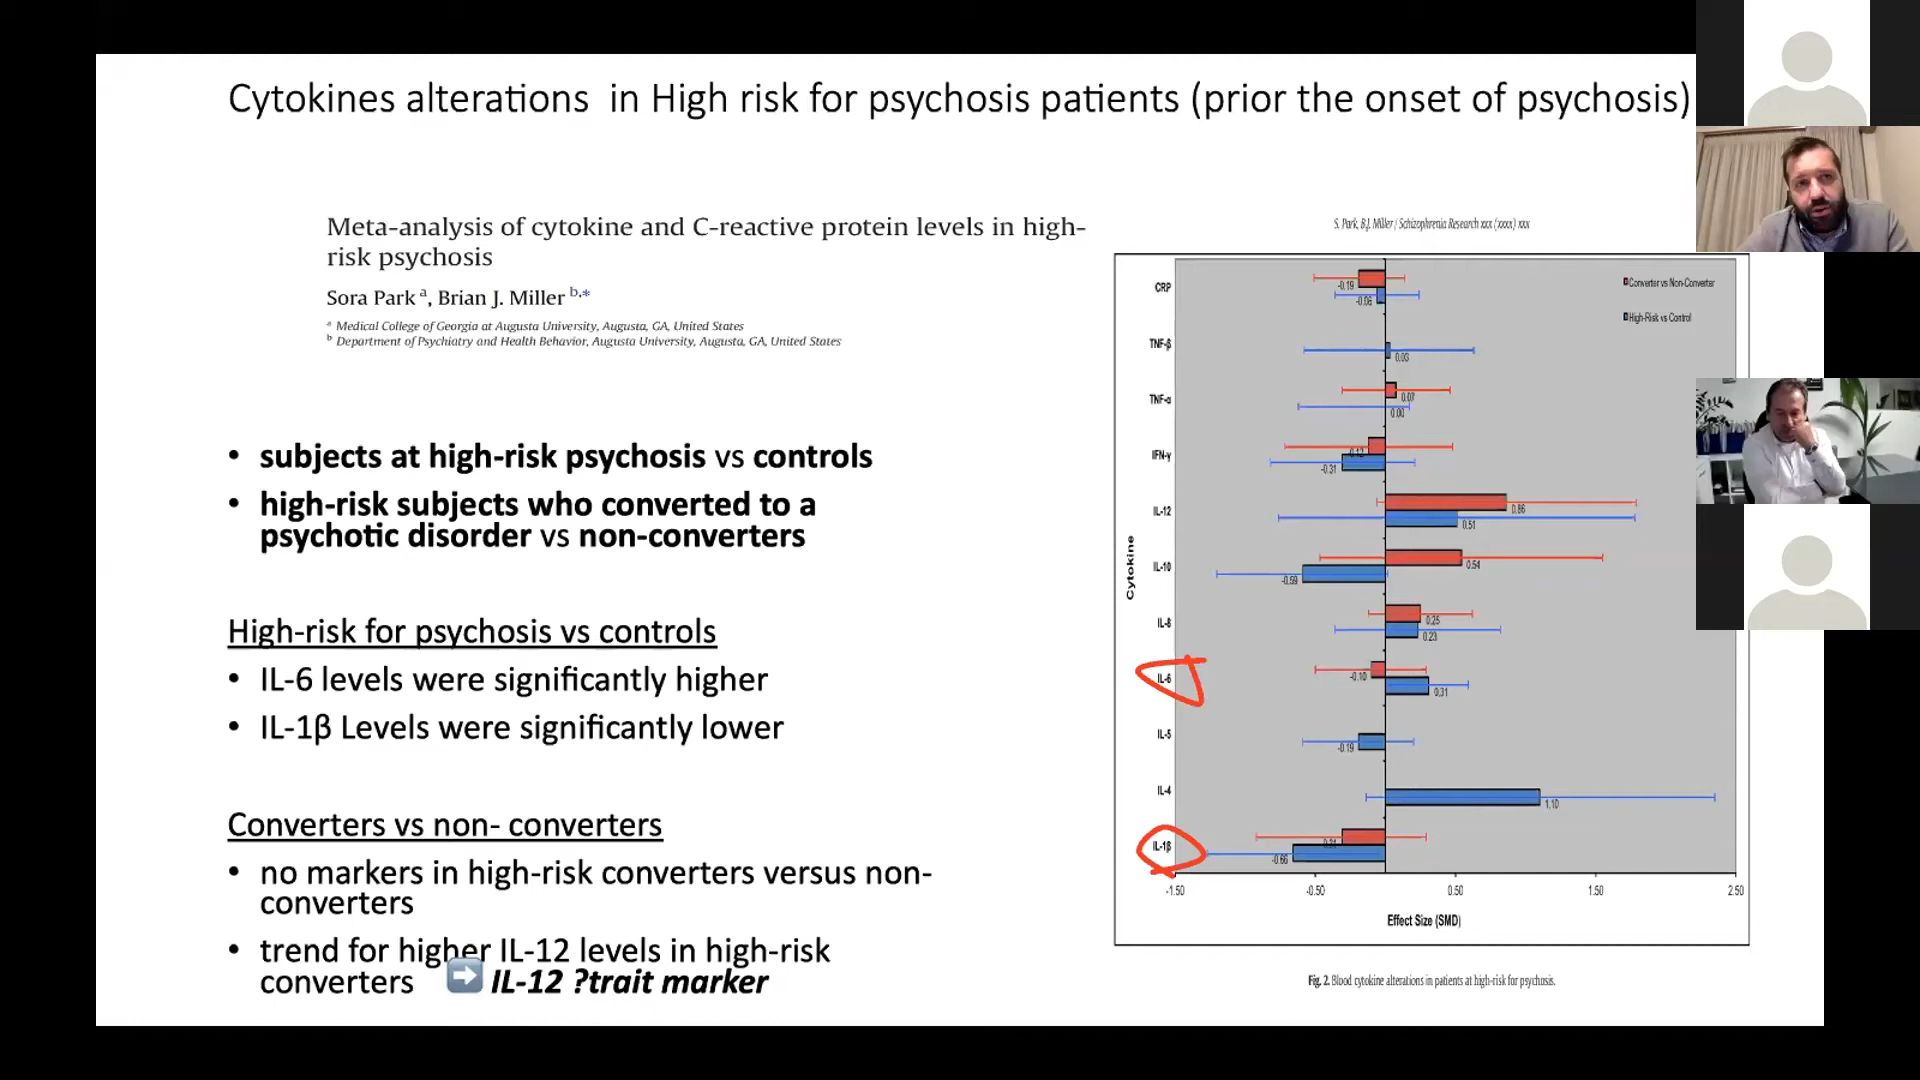 Cytokines alterations  in High risk for psychosis patients (prior the onset of psychosis)
Meta-analysis of cytokine and C-reactive protein levels in high-
risk psychosis
Sora Park a, Brian J. Miller b,*
a Medical College of Georgia at Augusta University, Augusta, GA, United States
b Department of Psychiatry and Health Behavior, Augusta University, Augusta, GA, United States
• subjects at high-risk psychosis vs controls
• high-risk subjects who converted to a
psychotic disorder vs non-converters
High-risk for psychosis vs controls
• IL-6 levels were significantly higher
• IL-1β Levels were significantly lower
Converters vs non- converters
• no markers in high-risk converters versus non-
converters
• trend for higher IL-12 levels in high-risk
converters ➡ IL-12 ?trait marker
S. Park, B.J. Miller / Schizophrenia Research xxx (xxxx) xxx
Converter vs Non-Converter
High-Risk vs Control
Cytokine
CRP
-0.19
-0.06
TNF-β
0.03
TNF-α
0.07
0.00
IFN-γ
-0.12
-0.31
IL-12
0.86
0.51
IL-10
0.54
-0.59
IL-8
0.25
0.23
IL-6
-0.10
0.31
IL-5
-0.19
IL-4
1.10
IL-1β
-0.66
-1.50 -0.50 0.50 1.50 2.50
Effect Size (SMD)
Fig. 2. Blood cytokine alterations in patients at high-risk for psychosis.